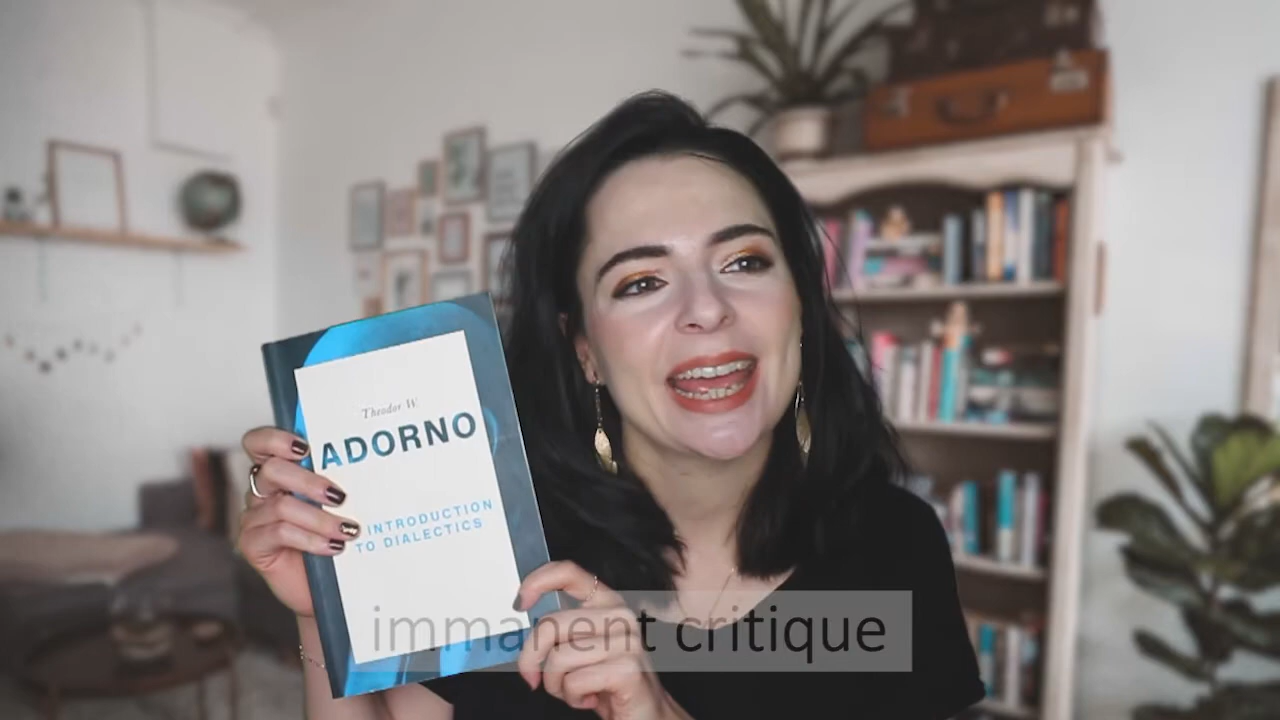 Theodor W.
ADORNO
INTRODUCTION
TO DIALECTICS
immanent critique